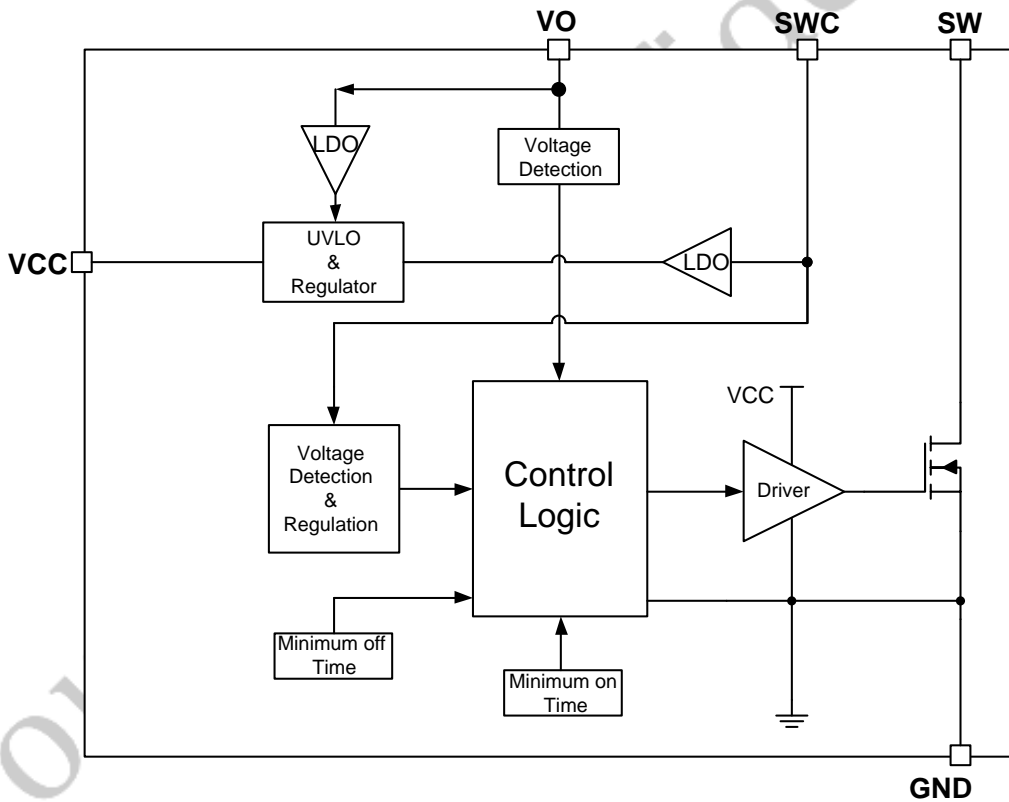 VO
SWC
SW
LDO
Voltage
Detection
UVLO
&
Regulator
LDO
VCC
VCC
Voltage
Detection
&
Regulation
Control
Logic
Driver
Minimum off
Time
Minimum on
Time
GND